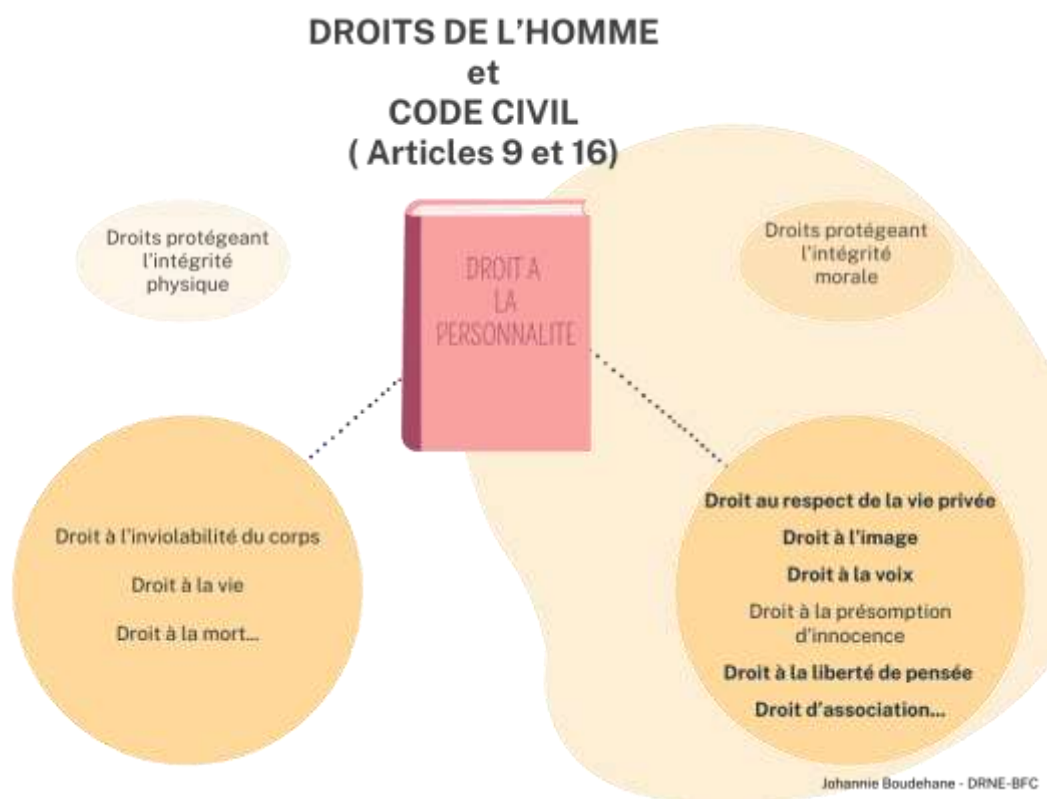 DROITS DE L'HOMME
et
CODE CIVIL
( Articles 9 et 16)
Droits protégeant
l'intégrité
physique
DROIT A
LA
PERSONNALITE
Droits protégeant
l'intégrité
morale
Droit à l'inviolabilité du corps
Droit à la vie
Droit à la mort...
Droit au respect de la vie privée
Droit à l'image
Droit à la voix
Droit à la présomption
d'innocence
Droit à la liberté de pensée
Droit d'association...
Johannie Boudehane - DRNE-BFC